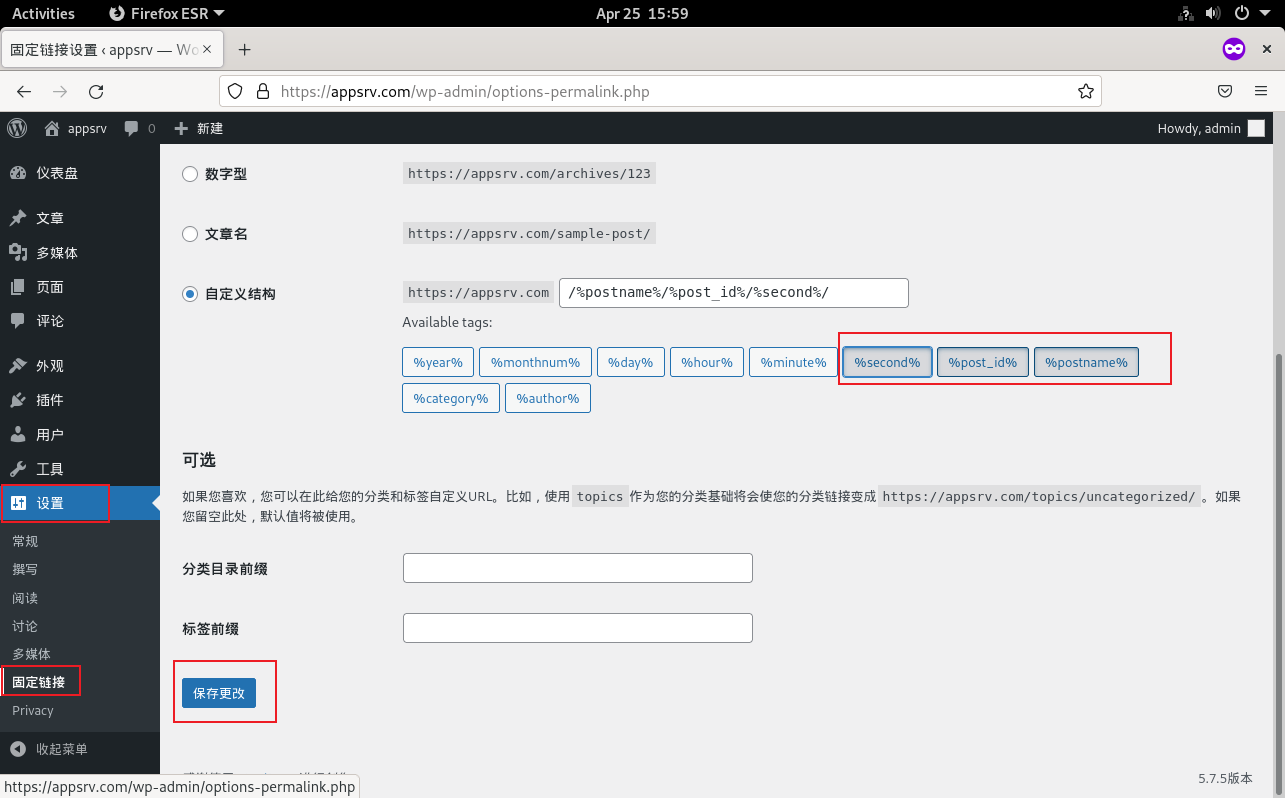 Activities
Firefox ESR
Apr 25 15:59
固定链接设置 ‹ appsrv — Wo
https://appsrv.com/wp-admin/options-permalink.php
appsrv
0
新建
Howdy, admin
仪表盘
文章
多媒体
页面
评论
外观
插件
用户
工具
设置
常规
撰写
阅读
讨论
多媒体
固定链接
Privacy
收起菜单
数字型 https://appsrv.com/archives/123
文章名 https://appsrv.com/sample-post/
自定义结构 https://appsrv.com /%postname%/%post_id%/%second%/
Available tags:
%year% %monthnum% %day% %hour% %minute% %second% %post_id% %postname%
%category% %author%
可选
如果您喜欢，您可以在此给您的分类和标签自定义URL。比如，使用 topics 作为您的分类基础将会使您的分类链接变成 https://appsrv.com/topics/uncategorized/ 。如果
您留空此处，默认值将被使用。
分类目录前缀
标签前缀
保存更改
5.7.5版本
https://appsrv.com/wp-admin/options-permalink.php